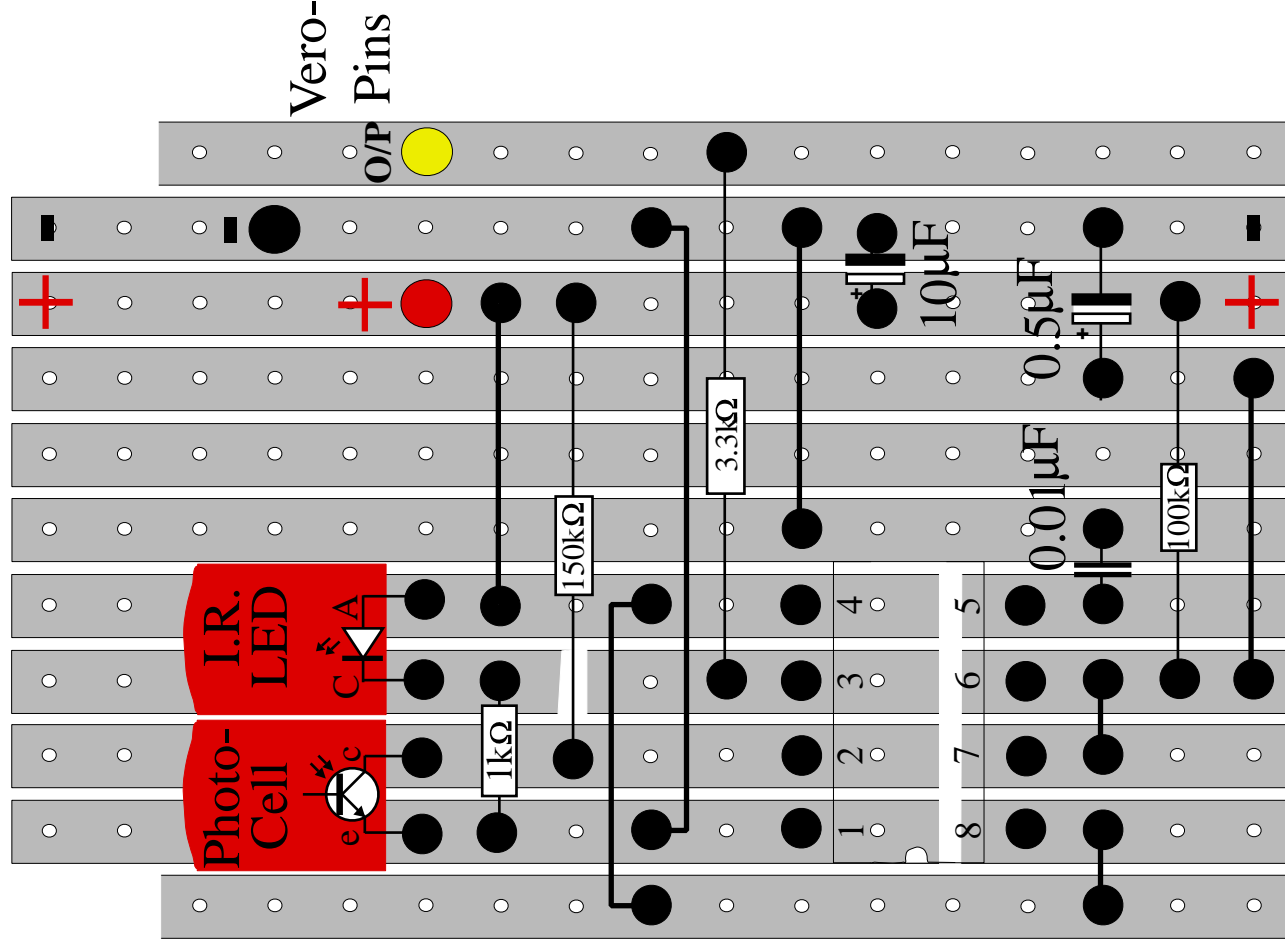 Vero-
Pins
O/P
-
-
-
+
+
+
10µF
+
0.5µF
+
3.3kΩ
0.01µF
150kΩ
100kΩ
I.R.
LED
A
C
4
3
2
1
5
6
7
8
Photo-
Cell
c
e
1kΩ